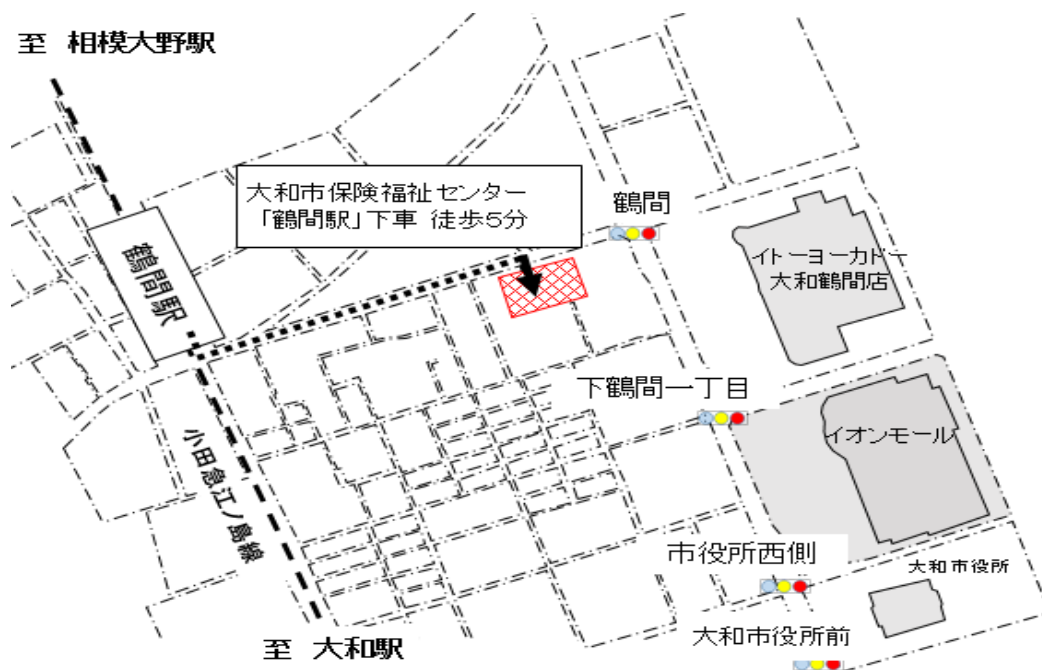 至 相模大野駅
大和市保険福祉センター
「鶴間駅」下車 徒歩5分
鶴間
イトーヨーカドー
大和鶴間店
鶴間駅
下鶴間一丁目
イオンモール
小田急江ノ島線
市役所西側
大和市役所
大和市役所前
至 大和駅